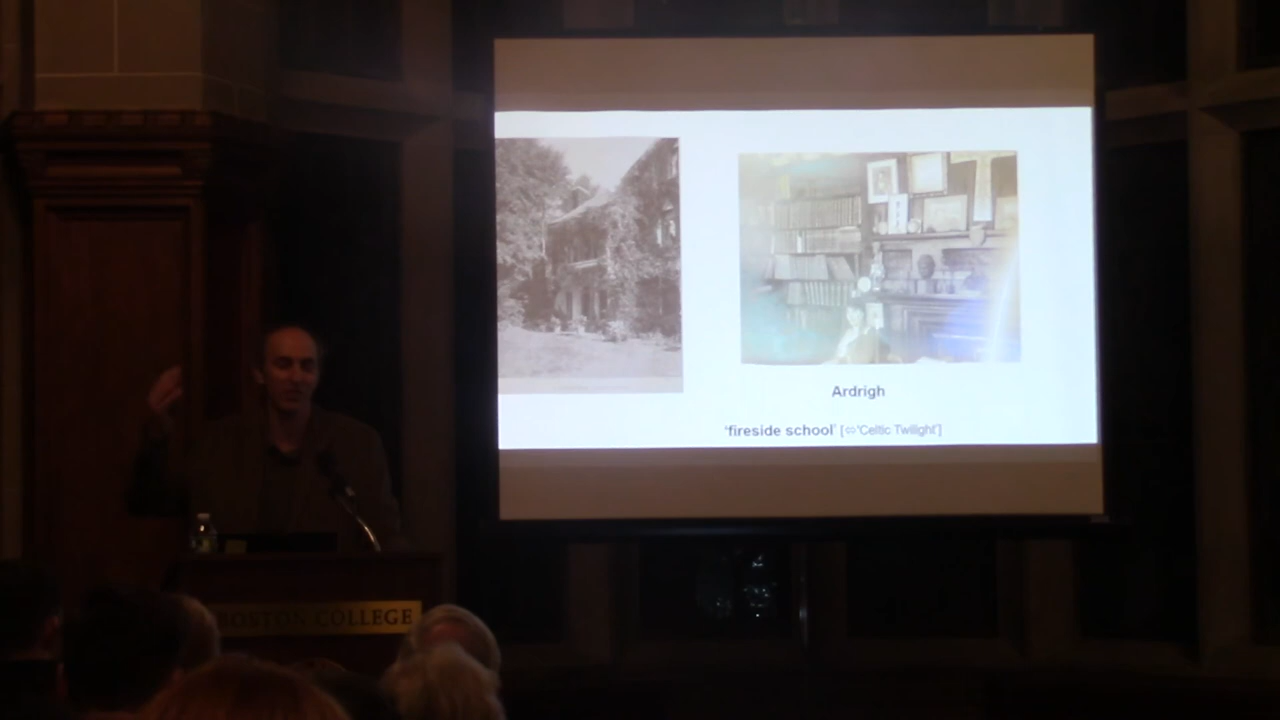 Ardrigh
‘fireside school’ [⇔‘Celtic Twilight’]
BOSTON COLLEGE